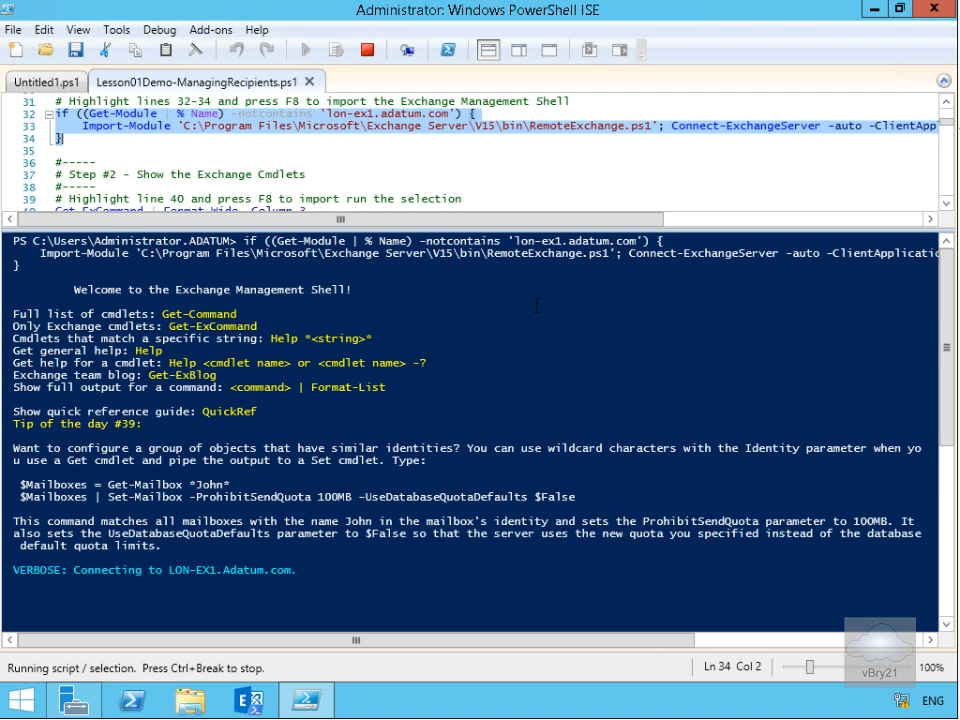 Administrator: Windows PowerShell ISE
File Edit View Tools Debug Add-ons Help
Untitled1.ps1 Lesson01Demo-ManagingRecipients.ps1
31 # Highlight lines 32-34 and press F8 to import the Exchange Management Shell
32 if ((Get-Module | % Name) -notcontains 'lon-ex1.adatum.com') {
33 Import-Module 'C:\Program Files\Microsoft\Exchange Server\V15\bin\RemoteExchange.ps1'; Connect-ExchangeServer -auto -ClientApp
34 }
35
36 #-----
37 # Step #2 - Show the Exchange Cmdlets
38 #-----
39 # Highlight line 40 and press F8 to import run the selection
40 Get-ExCommand | Format-Wide -Column 3
PS C:\Users\Administrator.ADATUM> if ((Get-Module | % Name) -notcontains 'lon-ex1.adatum.com') {
Import-Module 'C:\Program Files\Microsoft\Exchange Server\V15\bin\RemoteExchange.ps1'; Connect-ExchangeServer -auto -ClientApplicatio
}
Welcome to the Exchange Management Shell!
Full list of cmdlets: Get-Command
Only Exchange cmdlets: Get-ExCommand
Cmdlets that match a specific string: Help *<string>*
Get general help: Help
Get help for a cmdlet: Help <cmdlet name> or <cmdlet name> -?
Exchange team blog: Get-ExBlog
Show full output for a command: <command> | Format-List
Show quick reference guide: QuickRef
Tip of the day #39:
Want to configure a group of objects that have similar identities? You can use wildcard characters with the Identity parameter when yo
u use a Get cmdlet and pipe the output to a Set cmdlet. Type:
$Mailboxes = Get-Mailbox *John*
$Mailboxes | Set-Mailbox -ProhibitSendQuota 100MB -UseDatabaseQuotaDefaults $False
This command matches all mailboxes with the name John in the mailbox's identity and sets the ProhibitSendQuota parameter to 100MB. It
also sets the UseDatabaseQuotaDefaults parameter to $False so that the server uses the new quota you specified instead of the database
default quota limits.
VERBOSE: Connecting to LON-EX1.Adatum.com.
Running script / selection. Press Ctrl+Break to stop.
Ln 34 Col 2
100%
vBry21
ENG